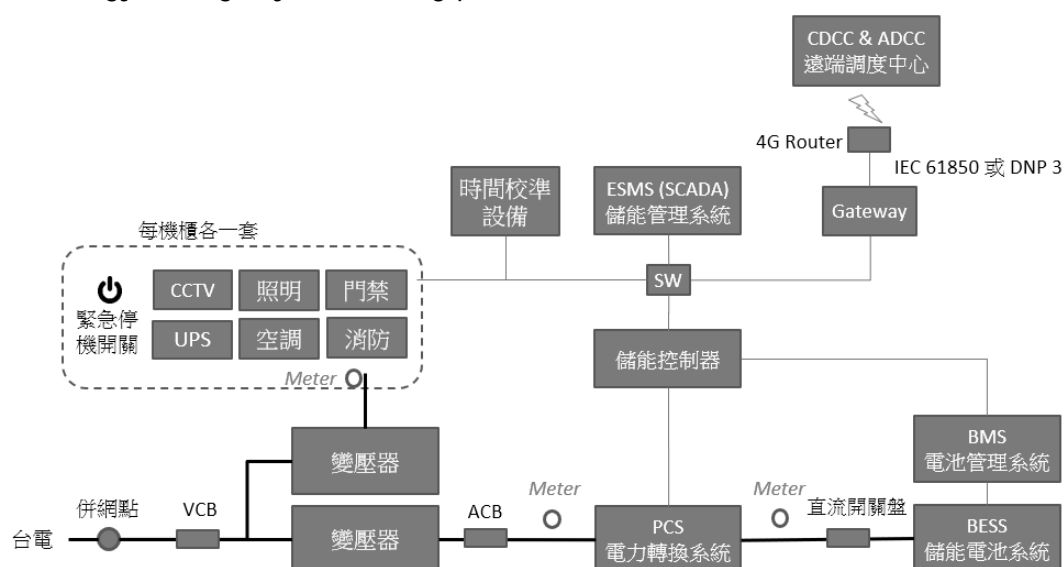 CDCC & ADCC
遠端調度中心
4G Router
IEC 61850 或 DNP 3
時間校準
設備
ESMS (SCADA)
儲能管理系統
Gateway
每機櫃各一套
SW
緊急停
機開關
CCTV
照明
門禁
UPS
空調
消防
Meter
儲能控制器
變壓器
BMS
電池管理系統
併網點
VCB
ACB
Meter
Meter
直流開關盤
台電
變壓器
PCS
電力轉換系統
BESS
儲能電池系統